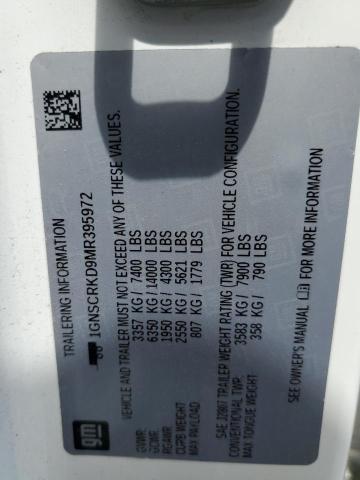 TRAILERING INFORMATION
1GNSCRKD9MR395972
VEHICLE AND TRAILER MUST NOT EXCEED ANY OF THESE VALUES.
GVWR: 3357 KG / 7400 LBS
GCWR: 6350 KG / 14000 LBS
RGAWR 1950 KG / 4300 LBS
CURB WEIGHT 2550 KG / 5621 LBS
MAX PAYLOAD: 807 KG / 1779 LBS
SAE J2807 TRAILER WEIGHT RATING (TWR) FOR VEHICLE CONFIGURATION.
CONVENTIONAL TWR: 3583 KG / 7900 LBS
MAX TONGUE WEIGHT: 358 KG / 790 LBS
SEE OWNER'S MANUAL FOR MORE INFORMATION
gm